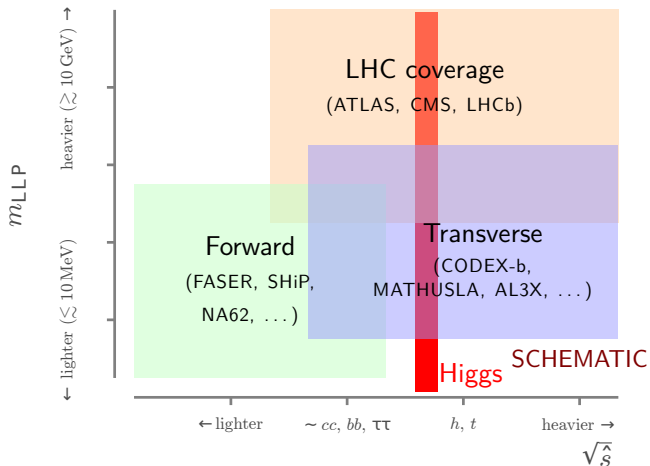 LHC coverage
(ATLAS, CMS, LHCb)
Forward
(FASER, SHiP,
NA62, ...)
Transverse
(CODEX-b,
MATHUSLA, AL3X, ...)
SCHEMATIC
Higgs
m_LLP
heavier (≳ 10 GeV) →
← lighter (≲ 10 MeV)
← lighter
~ cc, bb, ττ
h, t
heavier →
√ŝ